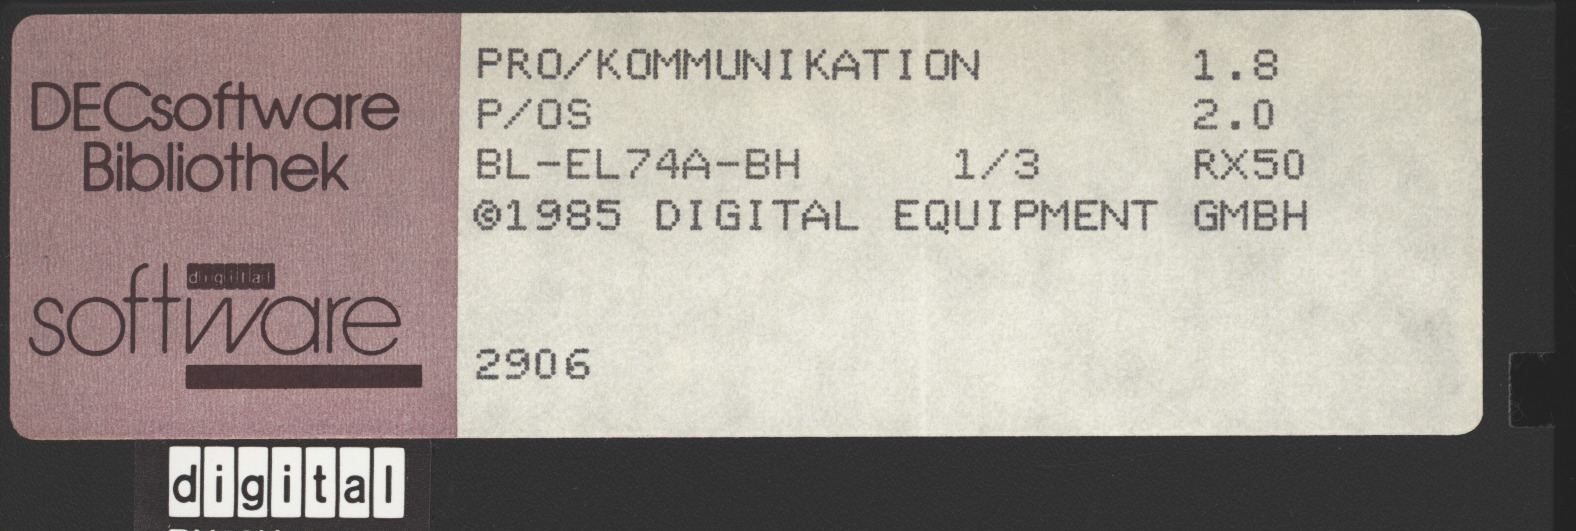 DECsoftware
Bibliothek
digital
software
PRO/KOMMUNIKATION 1.8
P/OS 2.0
BL-EL74A-BH 1/3 RX50
©1985 DIGITAL EQUIPMENT GMBH
2906
digital